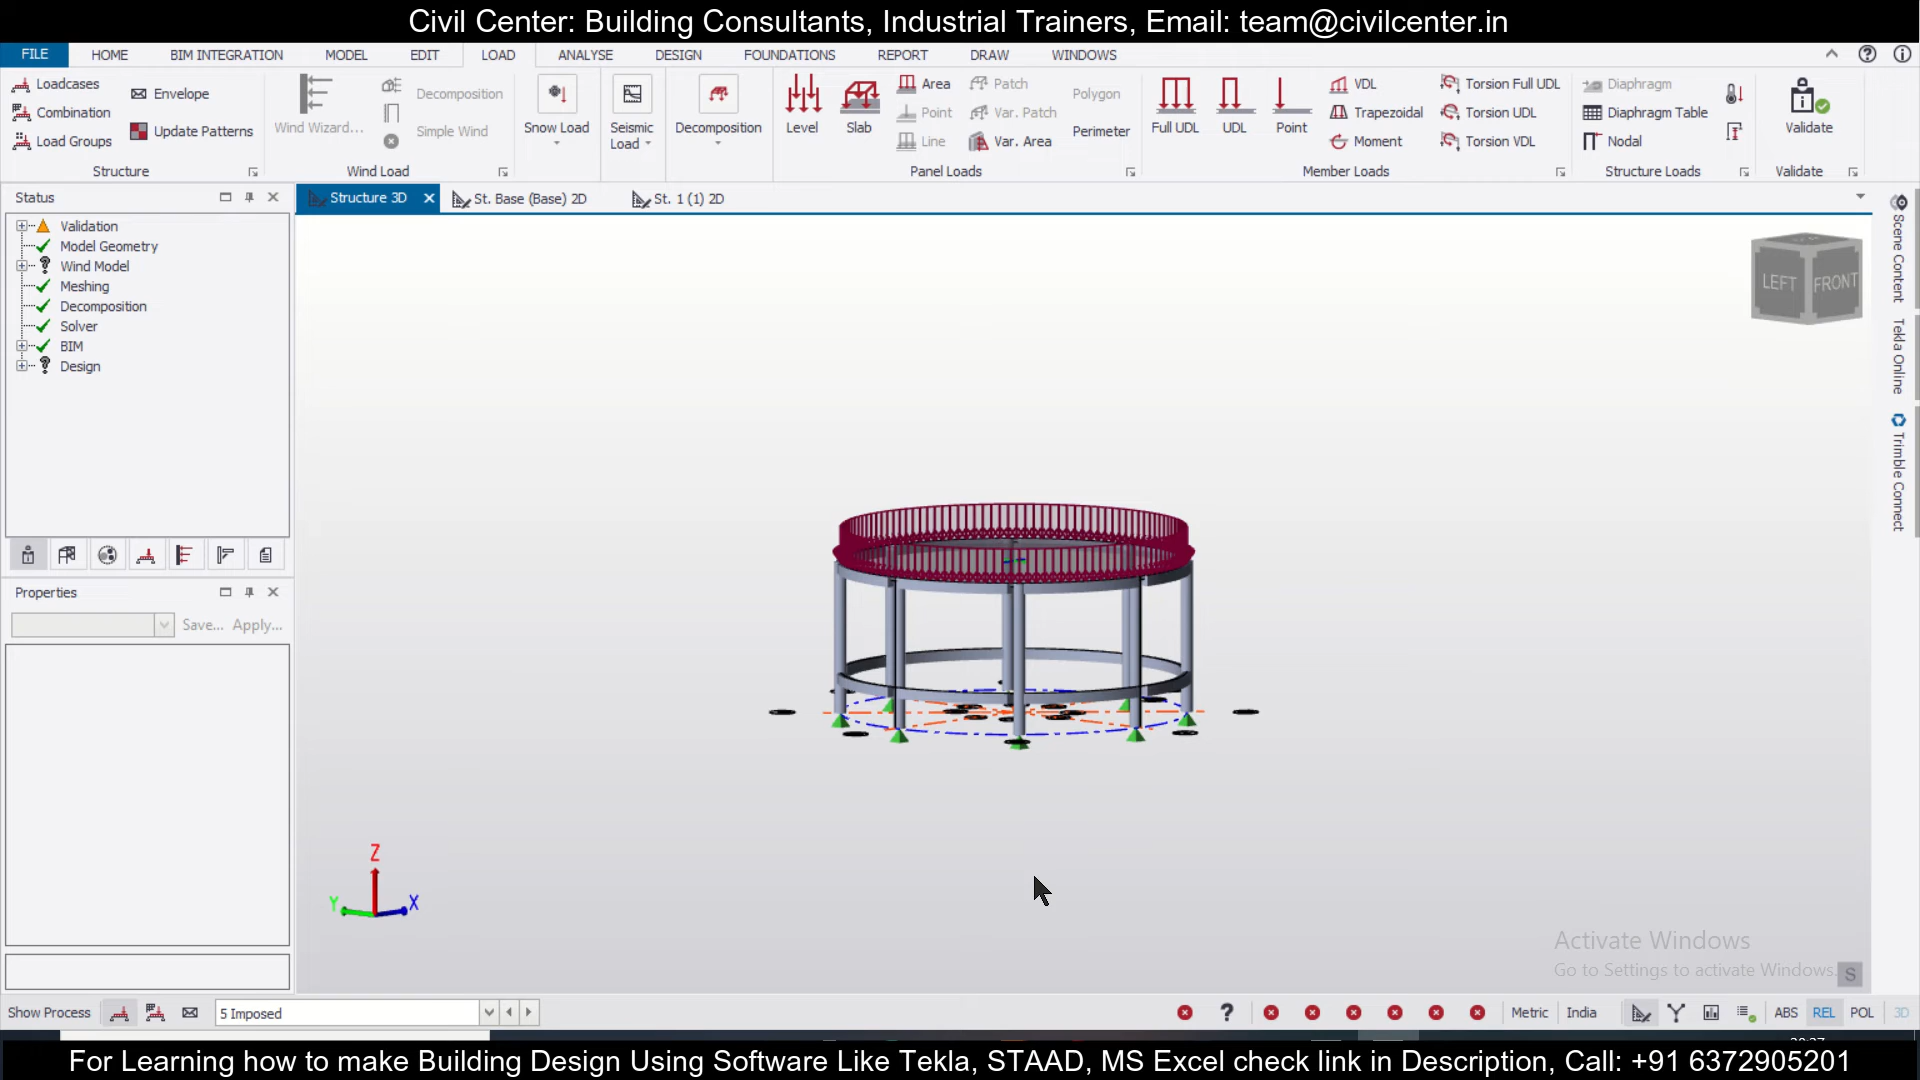 Civil Center: Building Consultants, Industrial Trainers, Email: team@civilcenter.in
FILE HOME BIM INTEGRATION MODEL EDIT LOAD ANALYSE DESIGN FOUNDATIONS REPORT DRAW WINDOWS
Loadcases
Combination
Load Groups
Envelope
Update Patterns
Structure
Wind Wizard...
Decomposition
Simple Wind
Wind Load
Snow Load
Seismic
Load
Decomposition
Level
Slab
Area
Point
Line
Patch
Var. Patch
Var. Area
Polygon
Perimeter
Panel Loads
Full UDL
UDL
Point
VDL
Trapezoidal
Moment
Torsion Full UDL
Torsion UDL
Torsion VDL
Member Loads
Diaphragm
Diaphragm Table
Nodal
Structure Loads
Validate
Validate
Status
Validation
Model Geometry
Wind Model
Meshing
Decomposition
Solver
BIM
Design
Properties
Save... Apply...
Structure 3D
St. Base (Base) 2D
St. 1 (1) 2D
LEFT FRONT
Scene Content
Tekla Online
Trimble Connect
Z
Y X
Activate Windows
Go to Settings to activate Windows.
S
Show Process 5 Imposed Metric India ABS REL POL 3D
For Learning how to make Building Design Using Software Like Tekla, STAAD, MS Excel check link in Description, Call: +91 6372905201